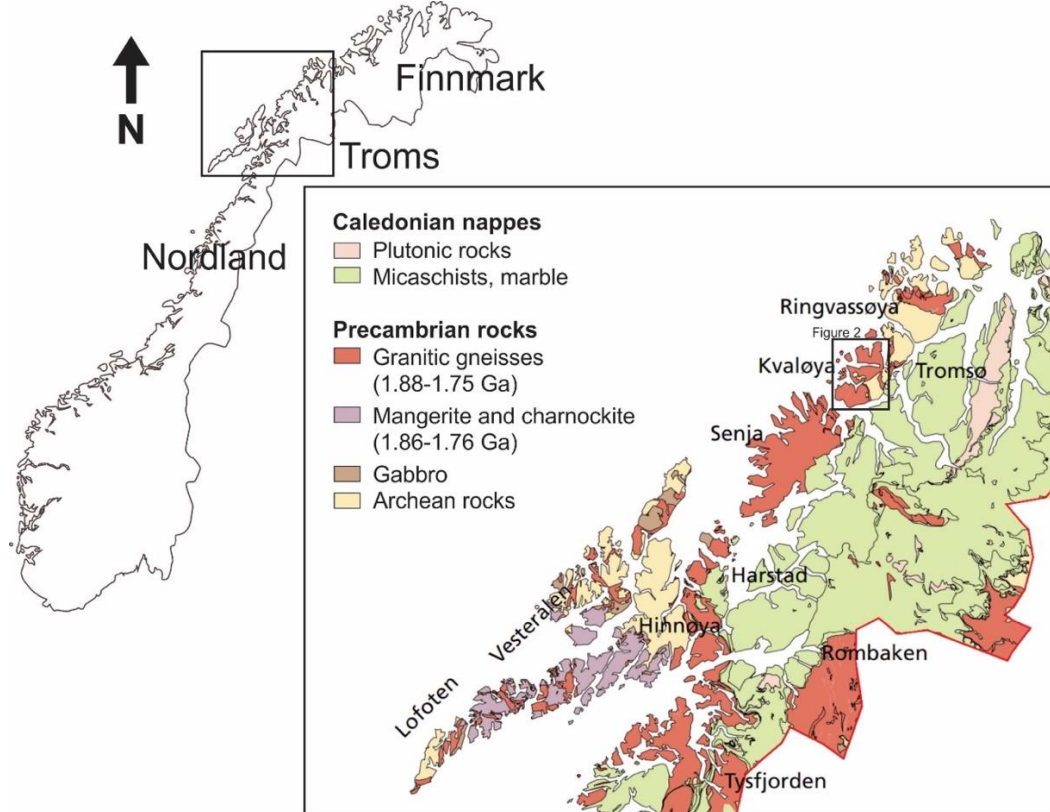 Finnmark
N
Troms
Nordland
Caledonian nappes
Plutonic rocks
Micaschists, marble
Precambrian rocks
Granitic gneisses
(1.88-1.75 Ga)
Mangerite and charnockite
(1.86-1.76 Ga)
Gabbro
Archean rocks
Ringvassøya
Figure 2
Kvaløya
Tromsø
Senja
Harstad
Vesterålen
Hinnøya
Rombaken
Lofoten
Tysfjorden